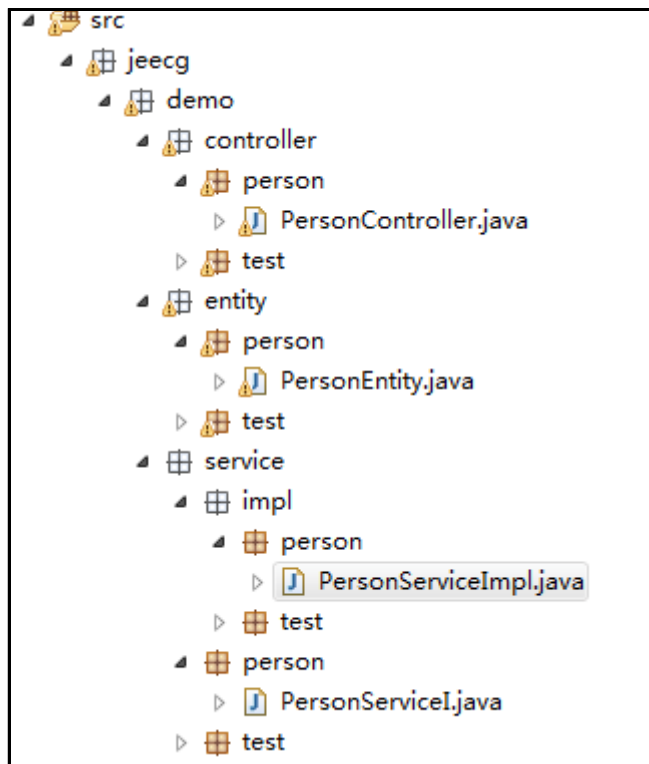 src
jeecg
demo
controller
person
PersonController.java
test
entity
person
PersonEntity.java
test
service
impl
person
PersonServiceImpl.java
test
person
PersonServiceI.java
test